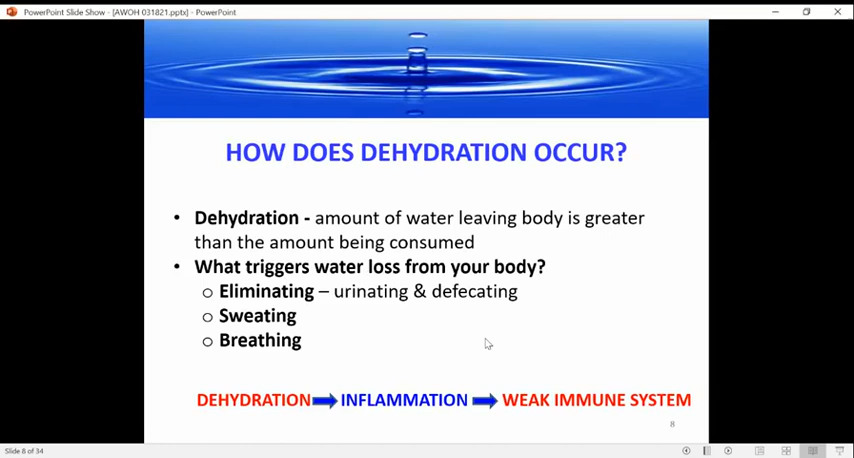 PowerPoint Slide Show - [AWOH 031821.pptx] - PowerPoint
HOW DOES DEHYDRATION OCCUR?
• Dehydration - amount of water leaving body is greater
than the amount being consumed
• What triggers water loss from your body?
o Eliminating – urinating & defecating
o Sweating
o Breathing
DEHYDRATION INFLAMMATION WEAK IMMUNE SYSTEM
8
Slide 8 of 34